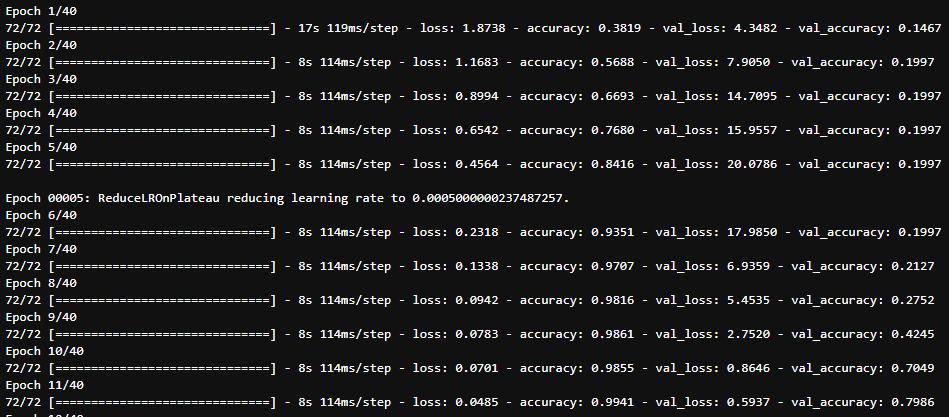 Epoch 1/40
72/72 [==============================] - 17s 119ms/step - loss: 1.8738 - accuracy: 0.3819 - val_loss: 4.3482 - val_accuracy: 0.1467
Epoch 2/40
72/72 [==============================] - 8s 114ms/step - loss: 1.1683 - accuracy: 0.5688 - val_loss: 7.9050 - val_accuracy: 0.1997
Epoch 3/40
72/72 [==============================] - 8s 114ms/step - loss: 0.8994 - accuracy: 0.6693 - val_loss: 14.7095 - val_accuracy: 0.1997
Epoch 4/40
72/72 [==============================] - 8s 114ms/step - loss: 0.6542 - accuracy: 0.7680 - val_loss: 15.9557 - val_accuracy: 0.1997
Epoch 5/40
72/72 [==============================] - 8s 114ms/step - loss: 0.4564 - accuracy: 0.8416 - val_loss: 20.0786 - val_accuracy: 0.1997
Epoch 00005: ReduceLROnPlateau reducing learning rate to 0.0005000000237487257.
Epoch 6/40
72/72 [==============================] - 8s 114ms/step - loss: 0.2318 - accuracy: 0.9351 - val_loss: 17.9850 - val_accuracy: 0.1997
Epoch 7/40
72/72 [==============================] - 8s 114ms/step - loss: 0.1338 - accuracy: 0.9707 - val_loss: 6.9359 - val_accuracy: 0.2127
Epoch 8/40
72/72 [==============================] - 8s 114ms/step - loss: 0.0942 - accuracy: 0.9816 - val_loss: 5.4535 - val_accuracy: 0.2752
Epoch 9/40
72/72 [==============================] - 8s 114ms/step - loss: 0.0783 - accuracy: 0.9861 - val_loss: 2.7520 - val_accuracy: 0.4245
Epoch 10/40
72/72 [==============================] - 8s 114ms/step - loss: 0.0701 - accuracy: 0.9855 - val_loss: 0.8646 - val_accuracy: 0.7049
Epoch 11/40
72/72 [==============================] - 8s 114ms/step - loss: 0.0485 - accuracy: 0.9941 - val_loss: 0.5937 - val_accuracy: 0.7986